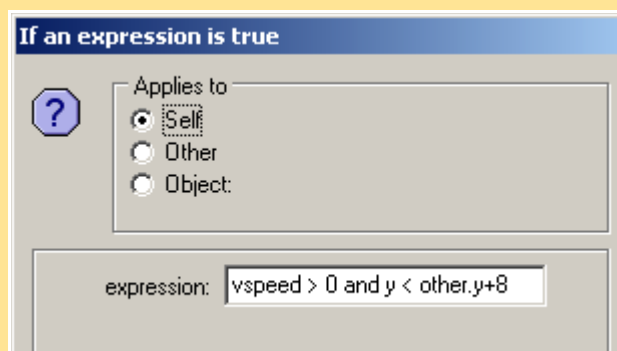 If an expression is true
Applies to
?
Self
Other
Object:
expression: vspeed > 0 and y < other.y+8